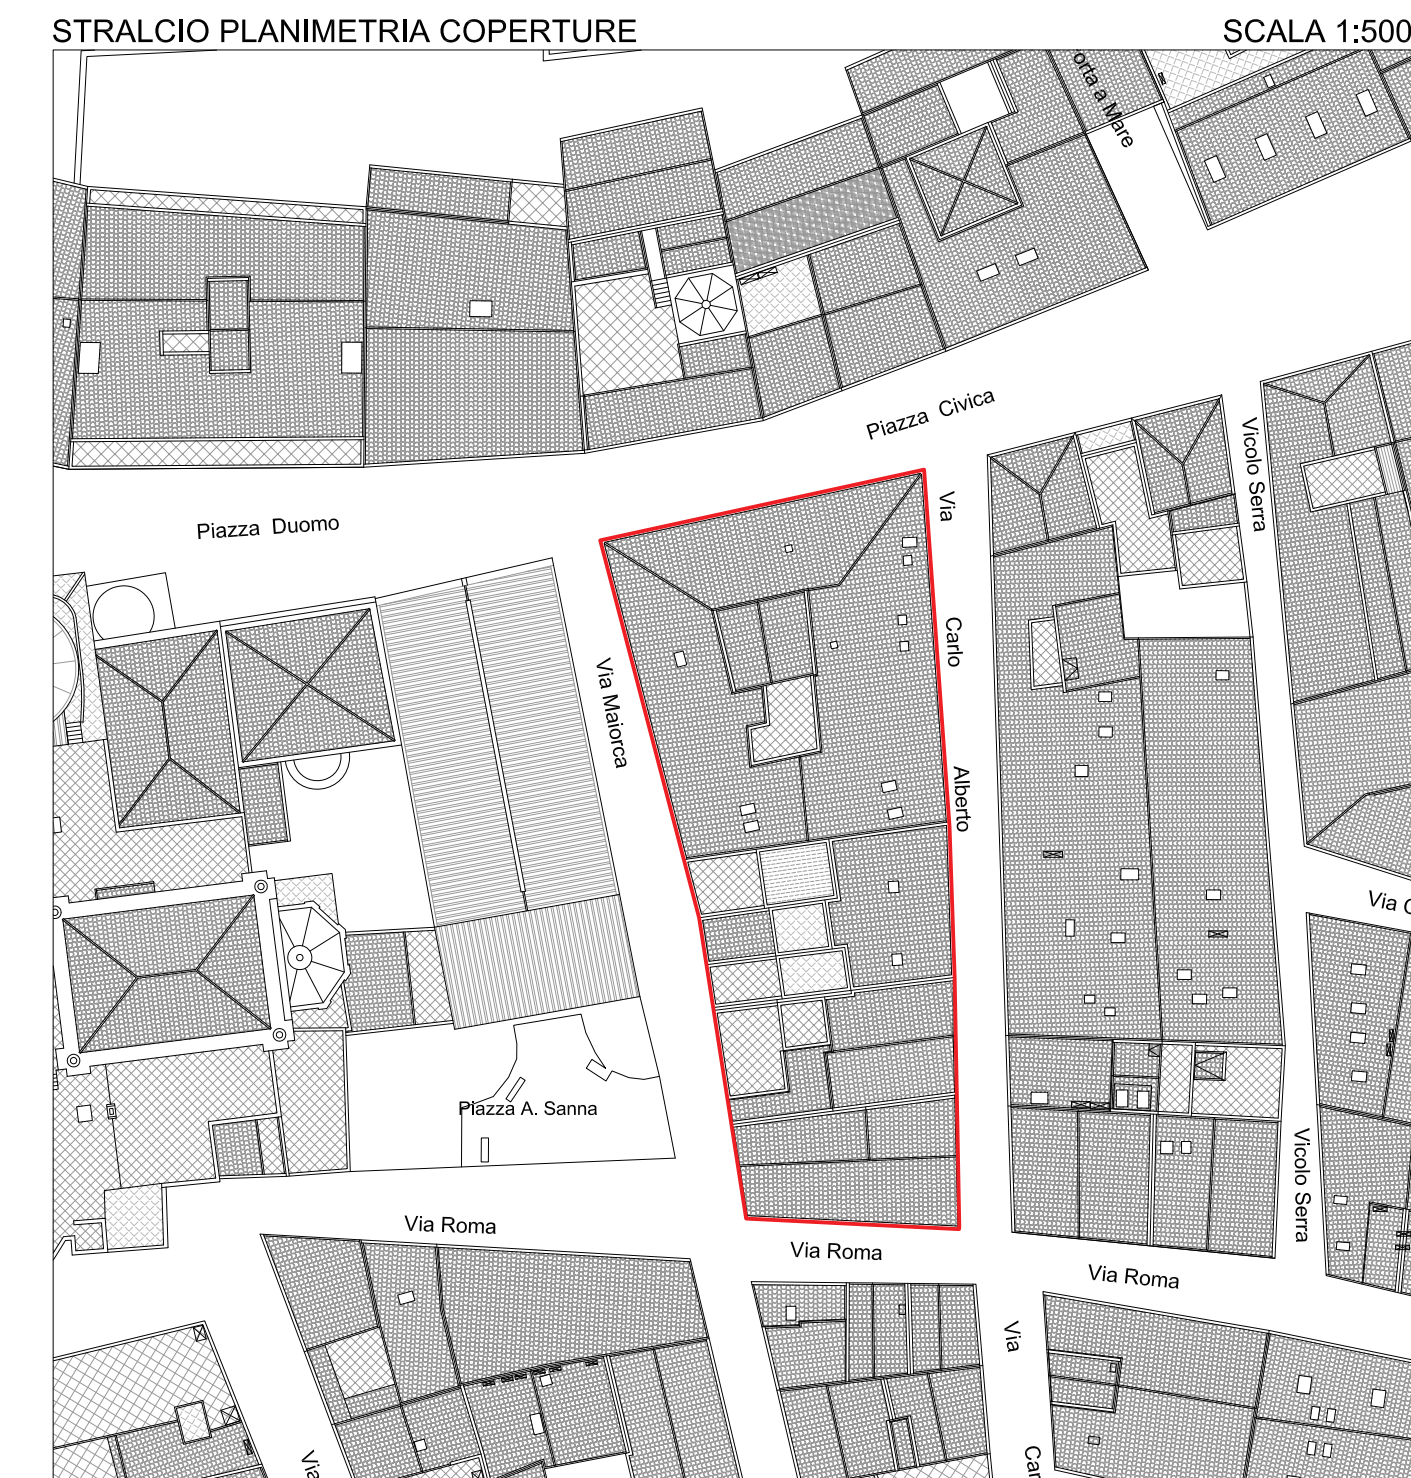 STRALCIO PLANIMETRIA COPERTURE
SCALA 1:500
orta a Mare
Piazza Civica
Vicolo Serra
Piazza Duomo
Via
Carlo
Alberto
Via Maiorca
Piazza A. Sanna
Via Roma
Via Roma
Via Roma
Vicolo Serra
Via
Via